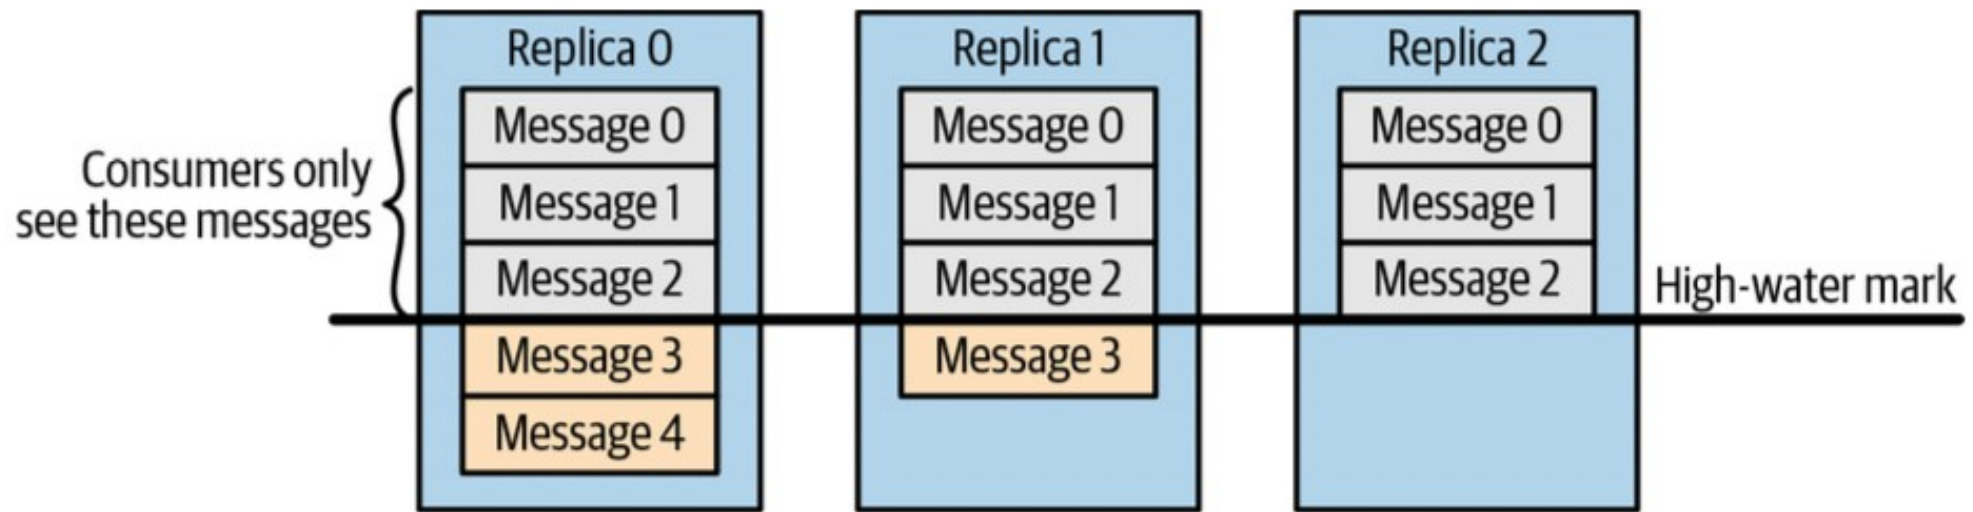 Consumers only
see these messages
Replica 0
Message 0
Message 1
Message 2
Message 3
Message 4
Replica 1
Message 0
Message 1
Message 2
Message 3
Replica 2
Message 0
Message 1
Message 2
High-water mark